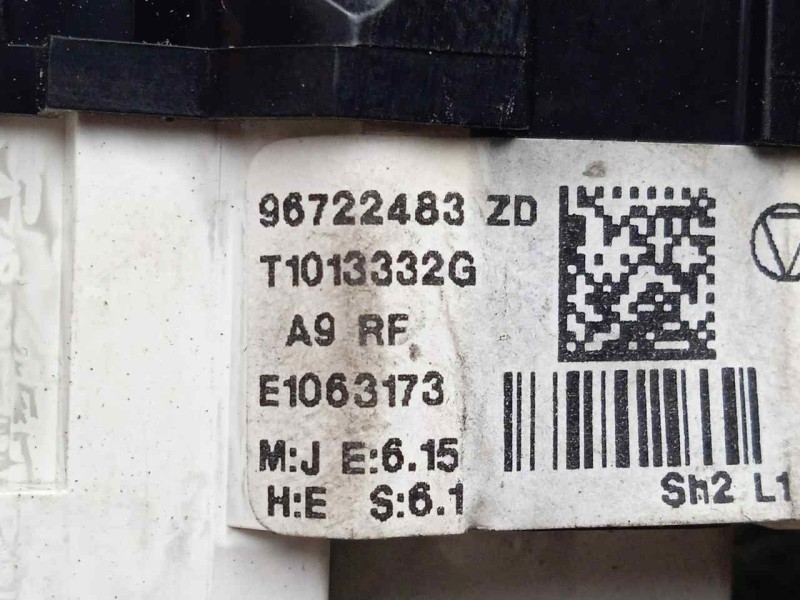 96722483 ZD
T1013332G
A9 RF
E1063173
M:J E:6.15
H:E S:6.1
Sh2 L1